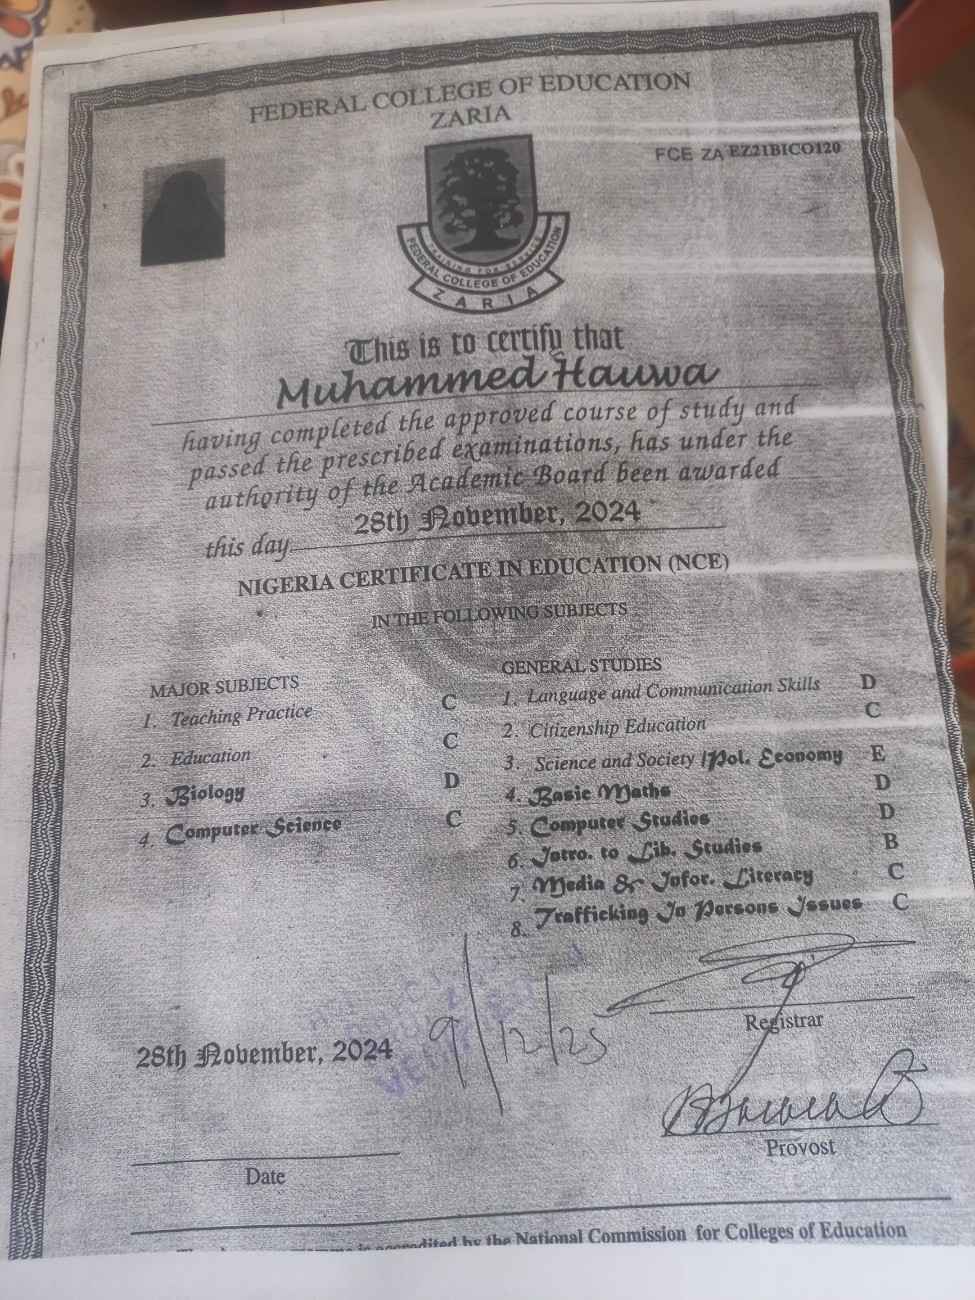 FEDERAL COLLEGE OF EDUCATION
ZARIA
FCE ZA EZ21BICO120
TRAINING FOR SERVICE
FEDERAL COLLEGE OF EDUCATION
ZARIA
This is to certify that
Muhammed Hauwa
having completed the approved course of study and
passed the prescribed examinations, has under the
authority of the Academic Board been awarded
this day 28th November, 2024
NIGERIA CERTIFICATE IN EDUCATION (NCE)
IN THE FOLLOWING SUBJECTS
MAJOR SUBJECTS
1. Teaching Practice C
2. Education C
3. Biology D
4. Computer Science C
GENERAL STUDIES
1. Language and Communication Skills D
2. Citizenship Education C
3. Science and Society /Pol. Economy E
4. Basic Maths D
5. Computer Studies D
6. Intro. to Lib. Studies B
7. Media & Infor. Literacy C
8. Trafficking In Persons Issues C
9/12/25
Registrar
28th November, 2024
Date
Provost
is accredited by the National Commission for Colleges of Education